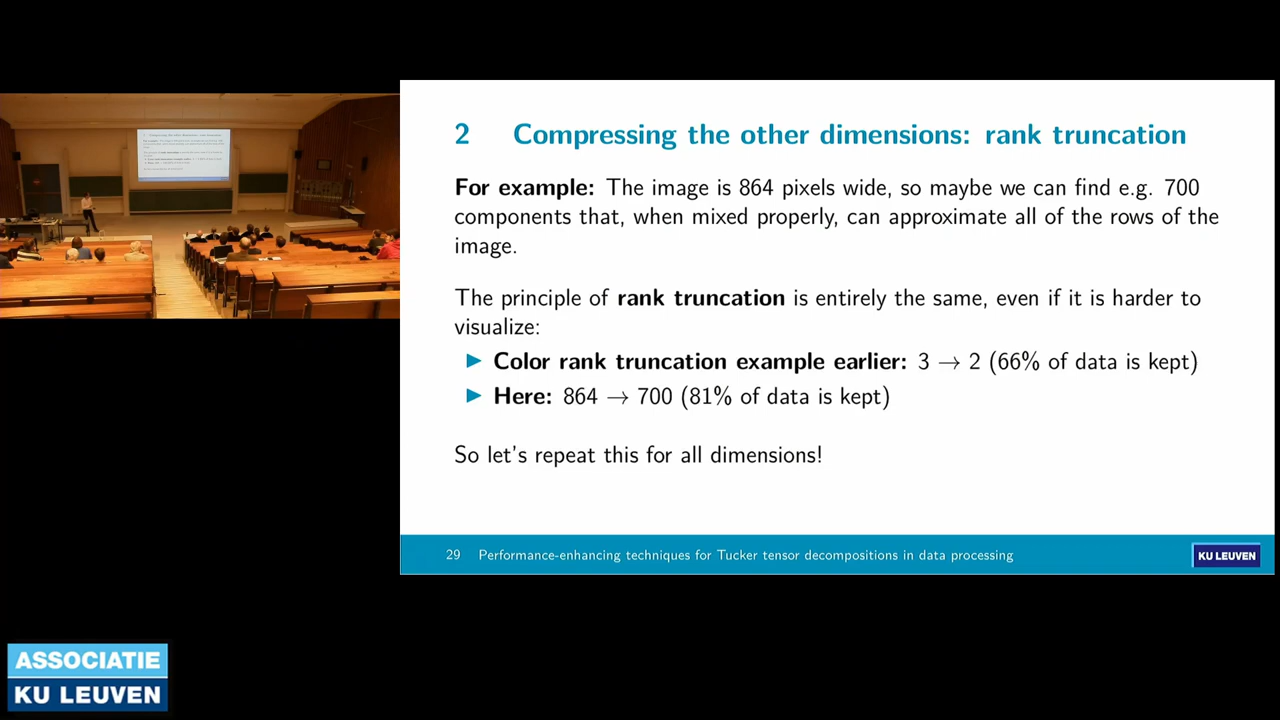 2 Compressing the other dimensions: rank truncation
For example: The image is 864 pixels wide, so maybe we can find e.g. 700
components that, when mixed properly, can approximate all of the rows of the
image.
The principle of rank truncation is entirely the same, even if it is harder to
visualize:
▶ Color rank truncation example earlier: 3 → 2 (66% of data is kept)
▶ Here: 864 → 700 (81% of data is kept)
So let's repeat this for all dimensions!
29 Performance-enhancing techniques for Tucker tensor decompositions in data processing
KU LEUVEN
ASSOCIATIE
KU LEUVEN